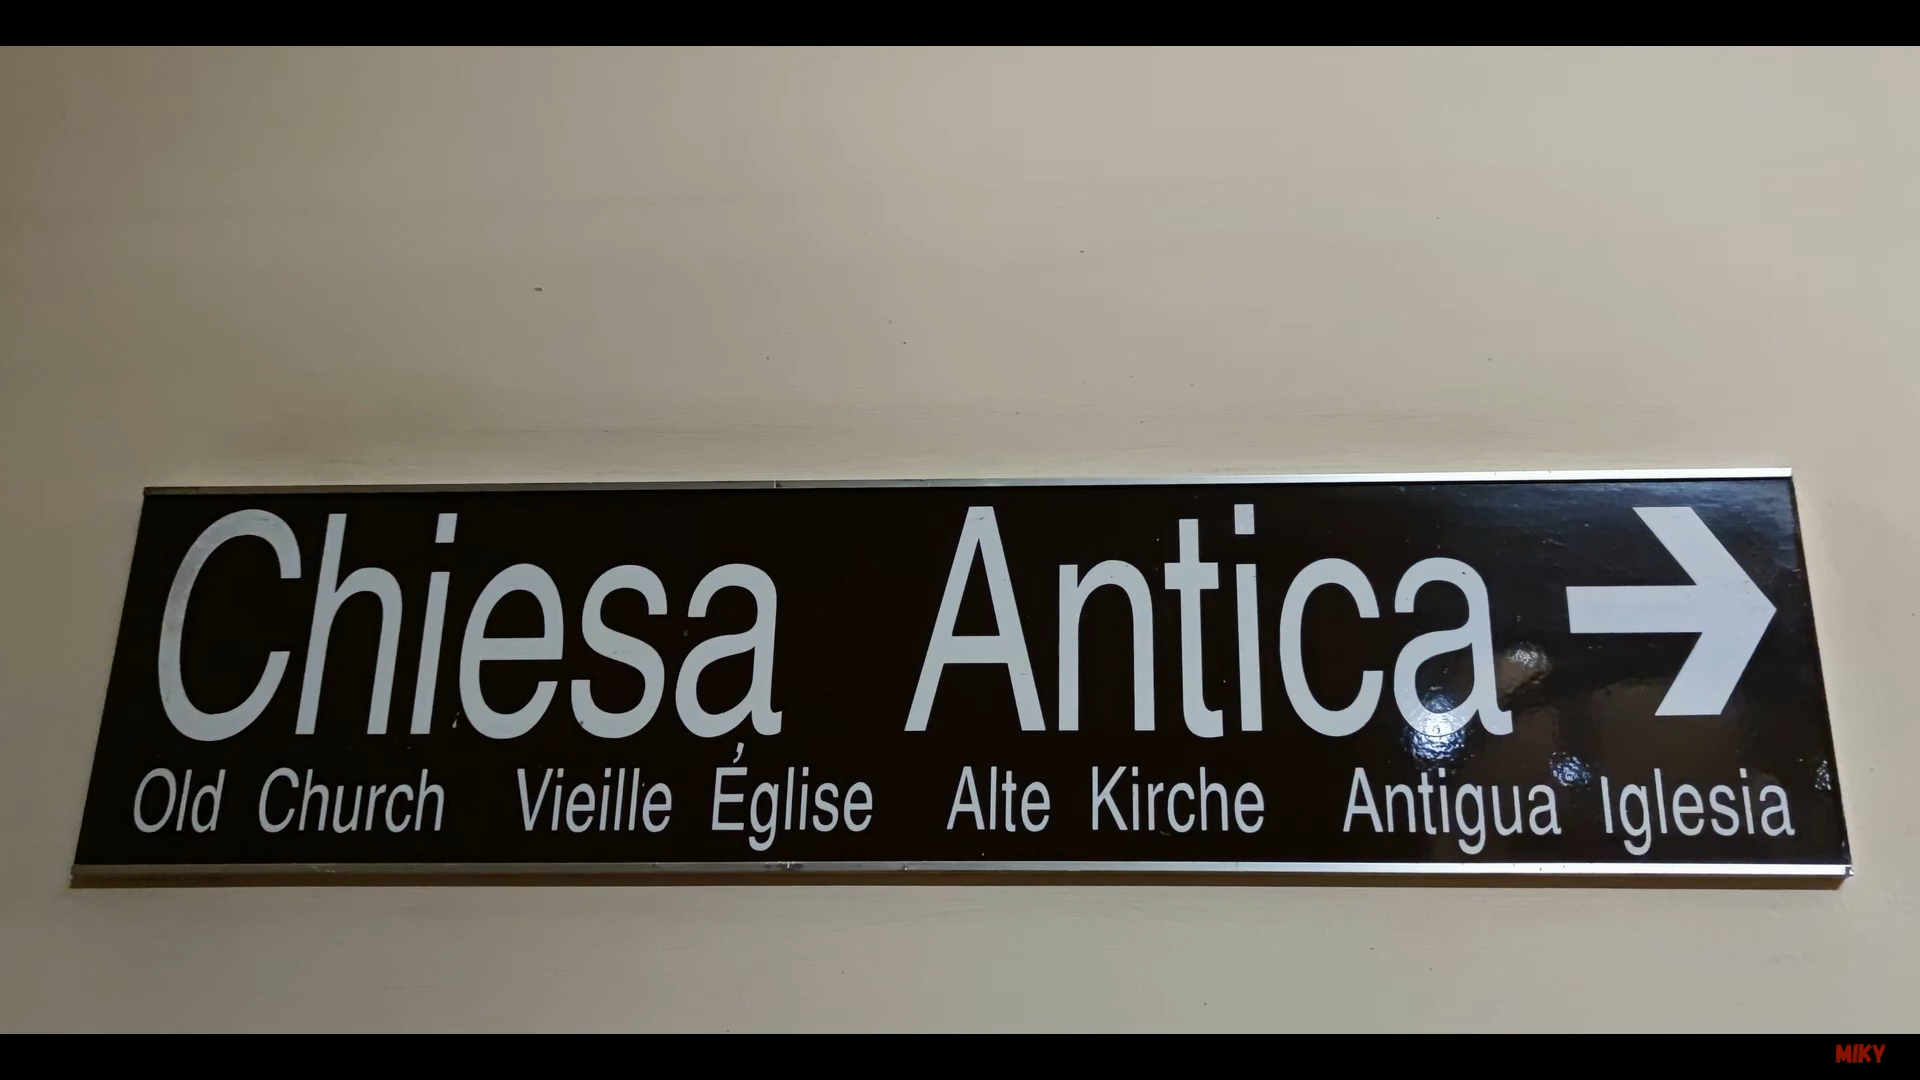 Chiesa Antica →
Old Church Vieille Église Alte Kirche Antigua Iglesia
MIKY